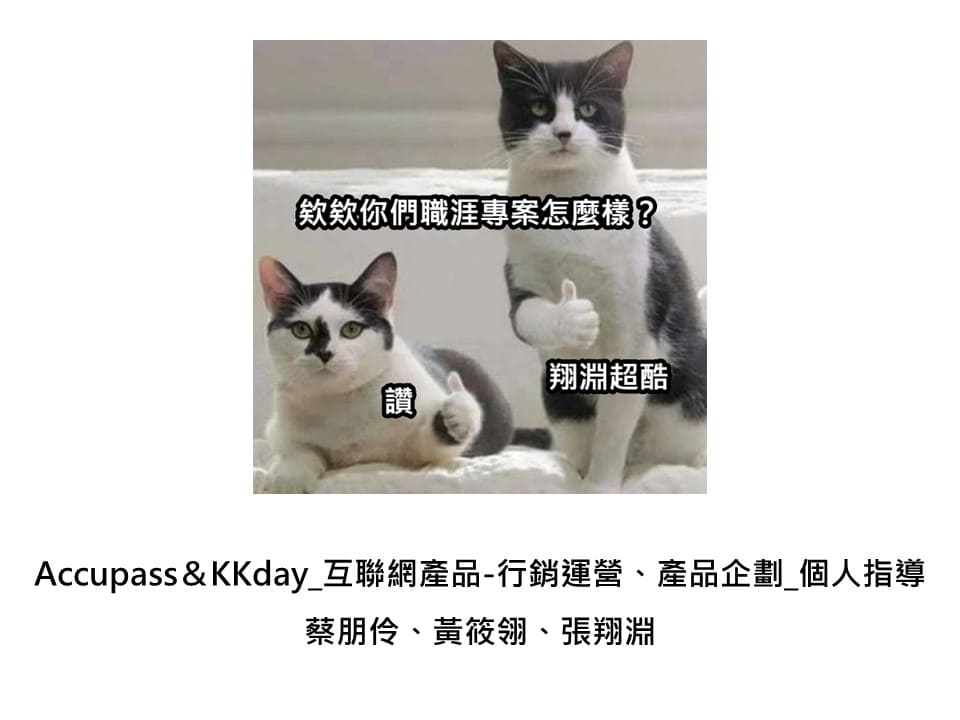 欸欸你們職涯專案怎麼樣？
翔淵超酷
讚
Accupass＆KKday_互聯網產品-行銷運營、產品企劃_個人指導
蔡朋伶、黃筱翎、張翔淵